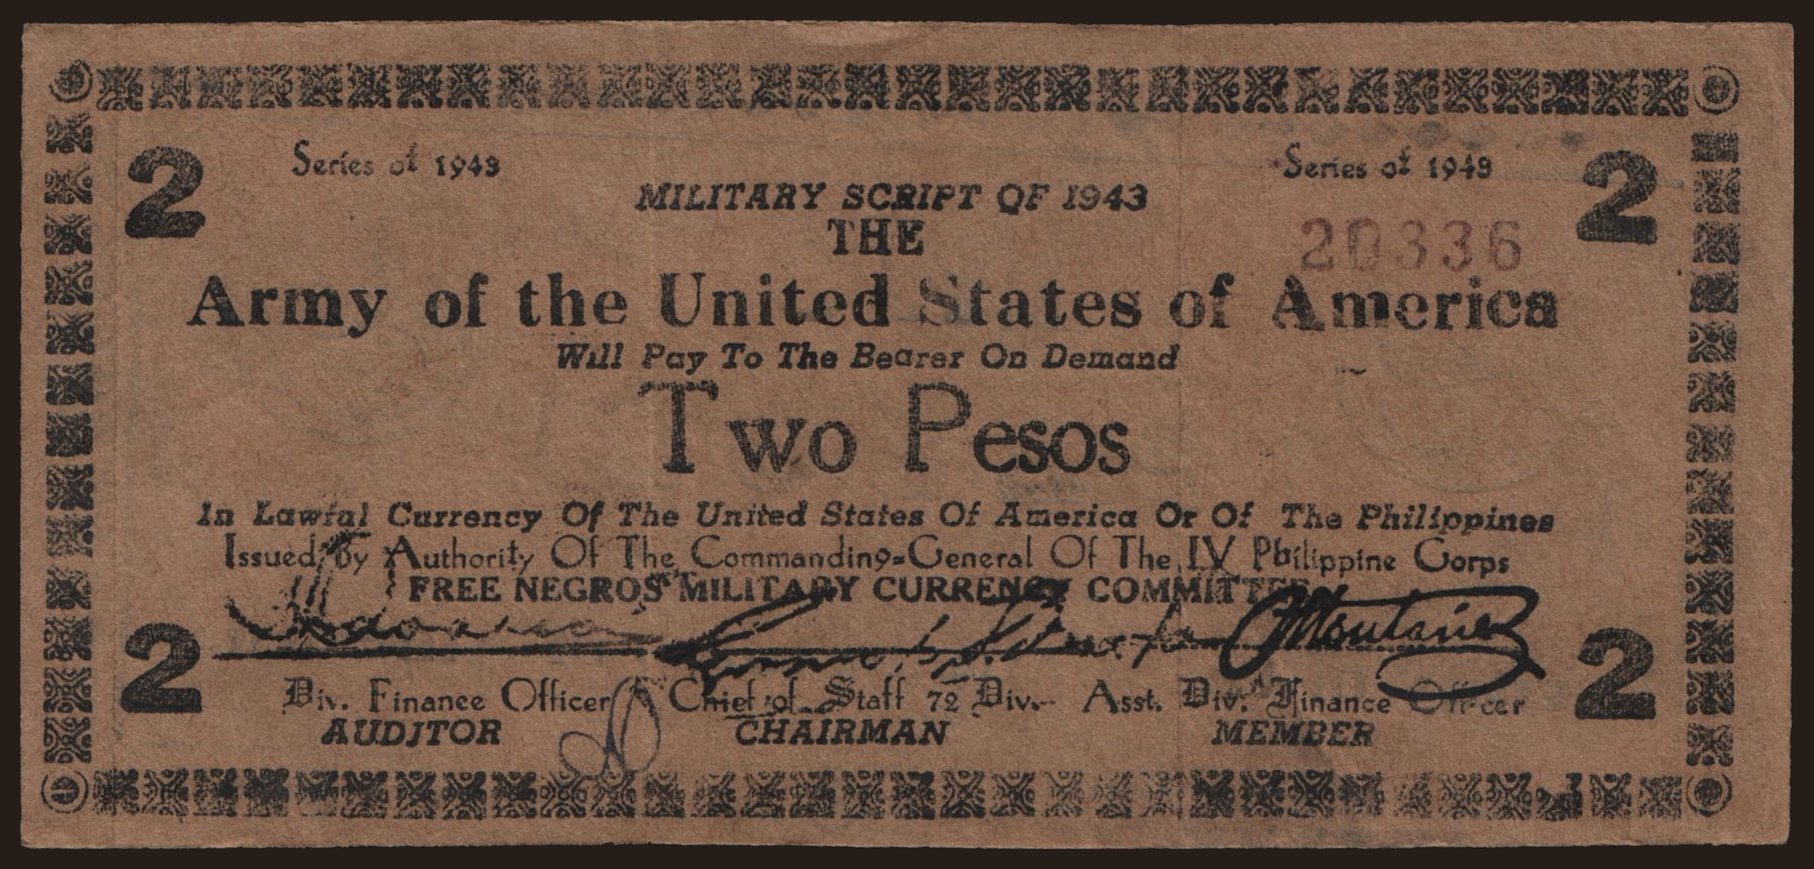 2 Series of 1943 Series of 1943 2
MILITARY SCRIPT OF 1943
20336
THE
Army of the United States of America
Will Pay To The Bearer On Demand
Two Pesos
In Lawful Currency Of The United States Of America Or Of The Philippines
Issued By Authority Of The Commanding-General Of The IV Philippine Corps
FREE NEGROS MILITARY CURRENCY COMMITTEE
2 2
Div. Finance Officer Chief of Staff 72 Div. Asst. Div. Finance Officer
AUDITOR CHAIRMAN MEMBER